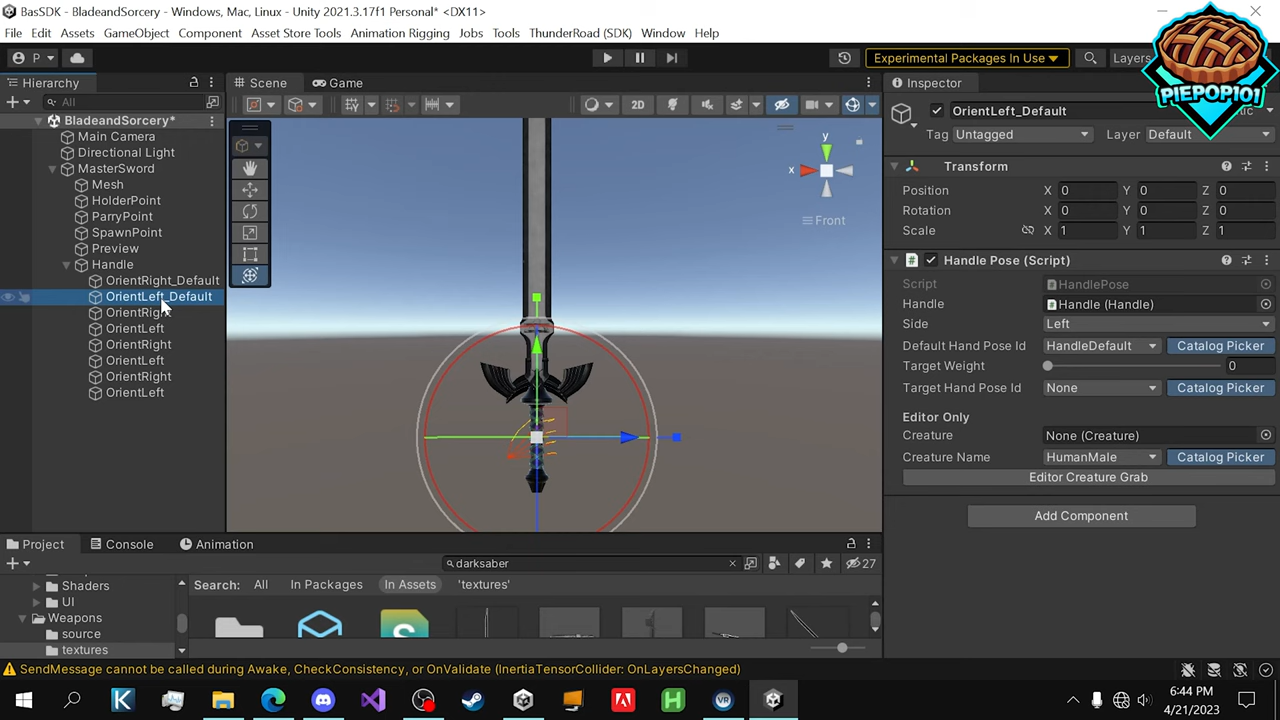 BasSDK - BladeandSorcery - Windows, Mac, Linux - Unity 2021.3.17f1 Personal* <DX11>
File Edit Assets GameObject Component Asset Store Tools Animation Rigging Jobs Tools ThunderRoad (SDK) Window Help
P Experimental Packages In Use Layers
PIEPOP101
Hierarchy
All
BladeandSorcery*
Main Camera
Directional Light
MasterSword
Mesh
HolderPoint
ParryPoint
SpawnPoint
Preview
Handle
OrientRight_Default
OrientLeft_Default
OrientRight
OrientLeft
OrientRight
OrientLeft
OrientRight
OrientLeft
Scene Game
2D
y
x
Front
Inspector
OrientLeft_Default
Tag Untagged Layer Default
Transform
Position X 0 Y 0 Z 0
Rotation X 0 Y 0 Z 0
Scale X 1 Y 1 Z 1
Handle Pose (Script)
Script HandlePose
Handle Handle (Handle)
Side Left
Default Hand Pose Id HandleDefault Catalog Picker
Target Weight 0
Target Hand Pose Id None Catalog Picker
Editor Only
Creature None (Creature)
Creature Name HumanMale Catalog Picker
Editor Creature Grab
Add Component
Project Console Animation
darksaber 27
Shaders
UI
Weapons
source
textures
Search: All In Packages In Assets 'textures'
SendMessage cannot be called during Awake, CheckConsistency, or OnValidate (InertiaTensorCollider: OnLayersChanged)
6:44 PM
4/21/2023